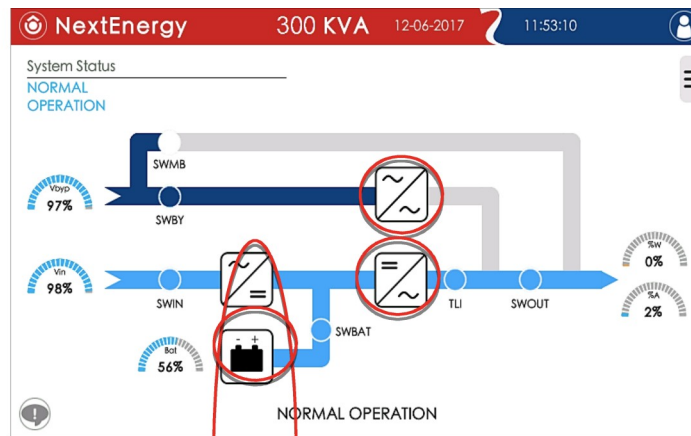 NextEnergy 300 KVA 12-06-2017 11:53:10
System Status
NORMAL
OPERATION
SWMB
Vbyp
97%
SWBY
%W
0%
Vin
98%
SWIN
TLI
SWOUT
%A
2%
SWBAT
Bat
56%
- +
NORMAL OPERATION